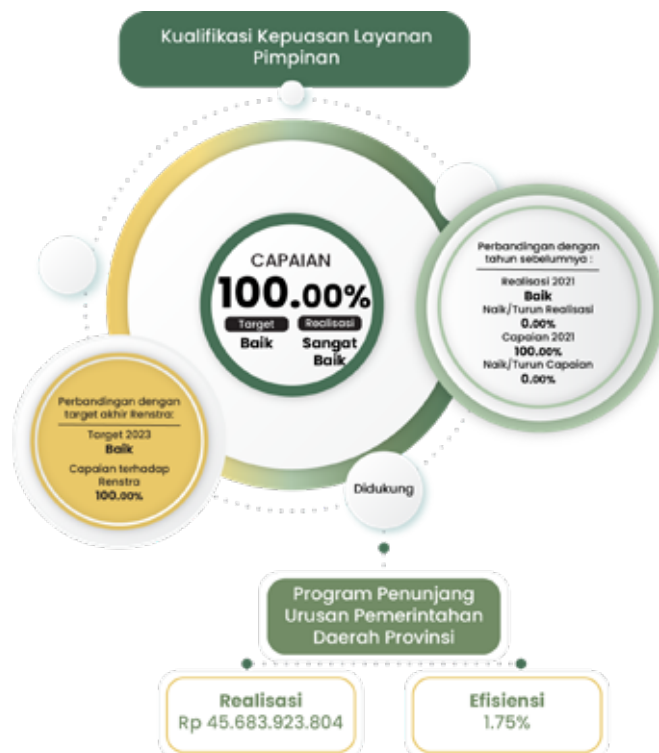 Kualifikasi Kepuasan Layanan
Pimpinan
CAPAIAN
100.00%
Target
Realisasi
Baik
Sangat
Baik
Perbandingan dengan
tahun sebelumnya :
Realisasi 2021
Baik
Naik/Turun Realisasi
0.00%
Capaian 2021
100.00%
Naik/Turun Capaian
0.00%
Perbandingan dengan
target akhir Renstra:
Target 2023
Baik
Capaian terhadap
Renstra
100.00%
Didukung
Program Penunjang
Urusan Pemerintahan
Daerah Provinsi
Realisasi
Rp 45.683.923.804
Efisiensi
1.75%